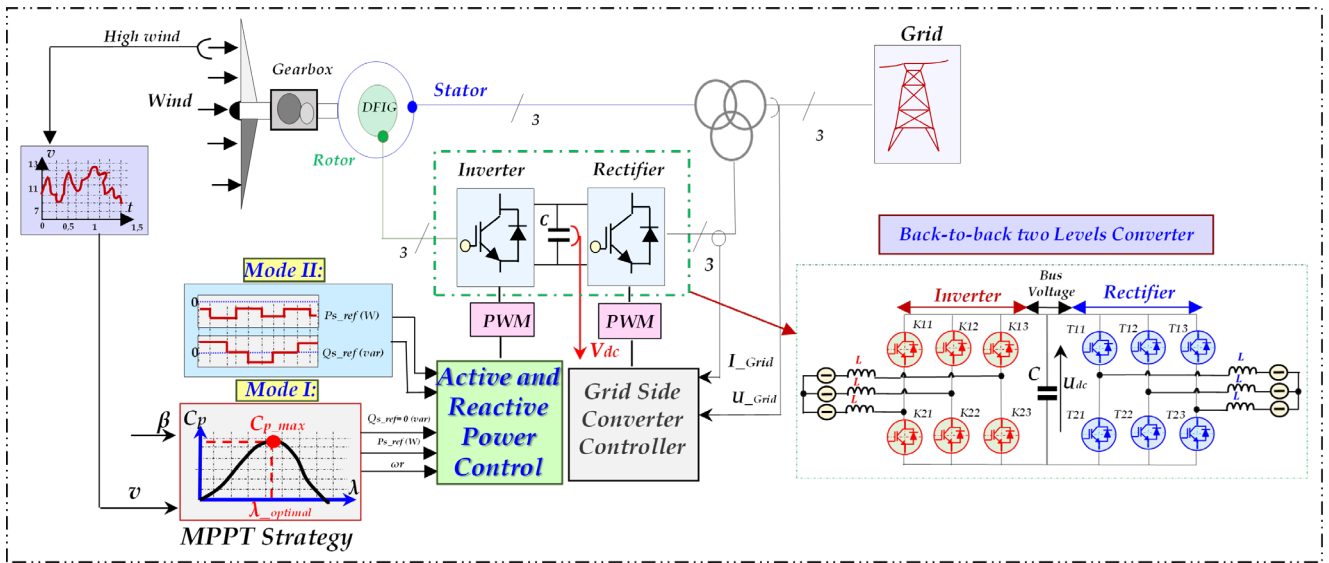 High wind
Grid
Gearbox
Wind
DFIG
Stator
3
3
Rotor
v
13
11
7
t
0
0,5
1
1,5
Inverter
Rectifier
C
3
3
Back-to-back two Levels Converter
Mode II:
0
Ps_ref (W)
0
Qs_ref (var)
PWM
PWM
Vdc
I_Grid
u_Grid
Mode I:
β
Cp
C p_max
λ
λ_optimal
v
MPPT Strategy
Qs_ref=0 (var)
Ps_ref (W)
ωr
Active and
Reactive
Power
Control
Grid Side
Converter
Controller
Bus
Voltage
Inverter
Rectifier
K11
K12
K13
T11
T12
T13
L
L
L
C
udc
L
L
L
K21
K22
K23
T21
T22
T23